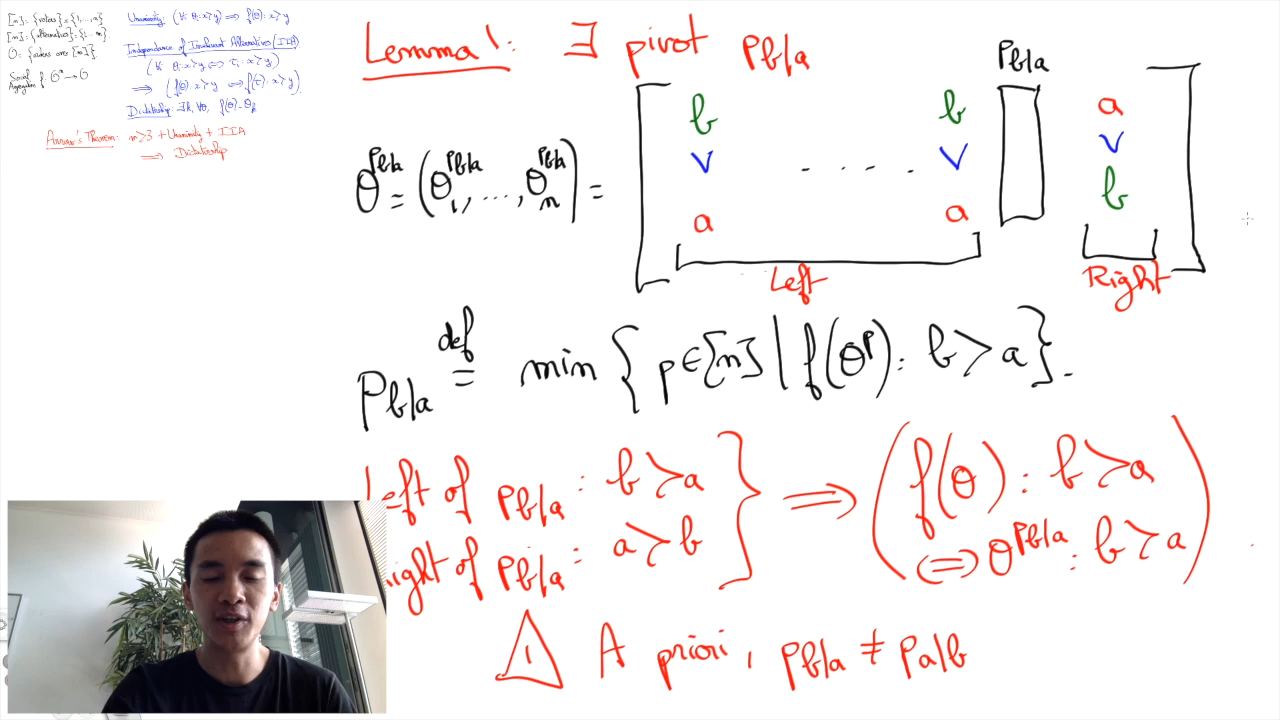 [n] = {voters} = {1,...,n}
[m] = {alternatives} = {1...m}
Θ = {orders over [m]}.
Social Aggregation f: Θⁿ → Θ
Unanimity: (∀i θᵢ: x > y) ⟹ f(θ): x > y
Independence of Irrelevant Alternatives (IIA)
(∀i θᵢ: x > y ⟺ τᵢ: x > y)
⟹ (f(θ): x > y ⟺ f(τ): x > y).
Dictatorship: ∃k, ∀θ, f(θ) = θₖ
Arrow's Theorem: n ≥ 3 + Unanimity + IIA
⟹ Dictatorship
Lemma 1: ∃ pivot P_{b/a}
P_{b/a}
b b a
θ^{P_{b/a}} = (θ₁^{P_{b/a}}, ..., θₙ^{P_{b/a}}) = v . . . . v v
a a b
Left Right
P_{b/a} def= min {p∈[n] | f(θ^p): b > a}.
Left of P_{b/a}: b > a
Right of P_{b/a}: a > b
} ⟹ (f(θ): b > a
⟺ θ^{P_{b/a}}: b > a)
! A priori, P_{b/a} ≠ P_{a/b}